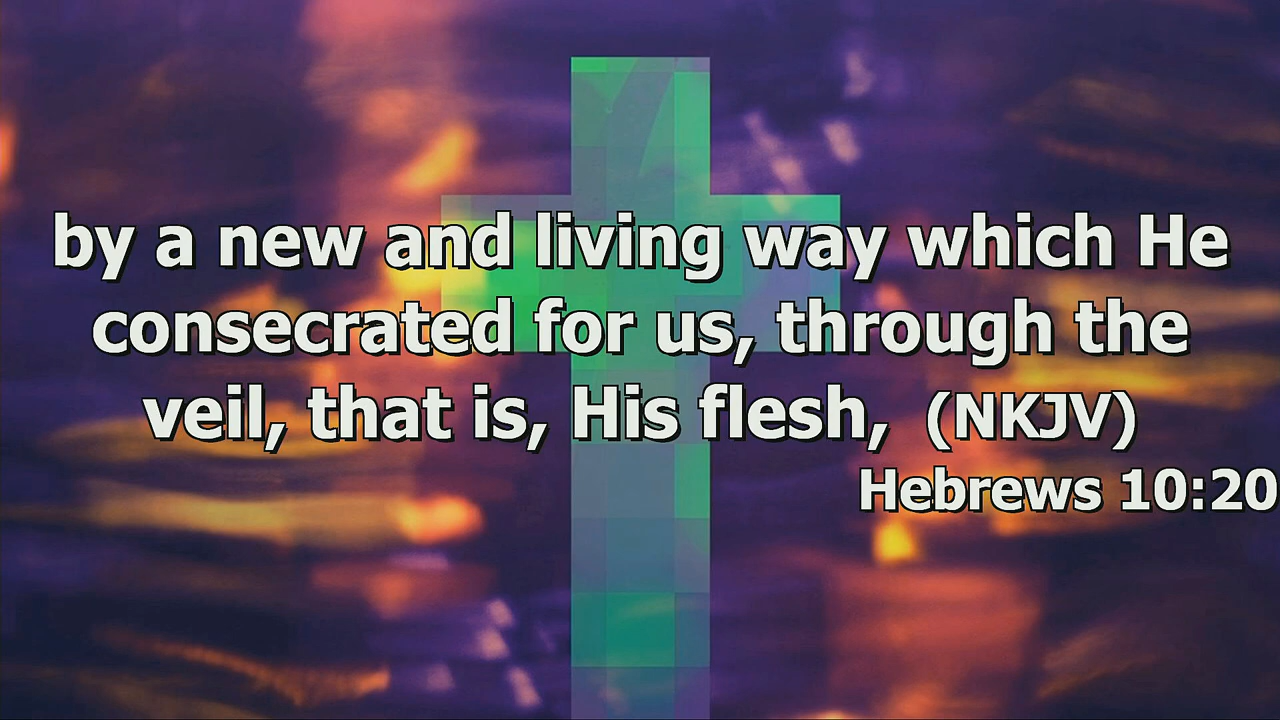 by a new and living way which He
consecrated for us, through the
veil, that is, His flesh,  (NKJV)
Hebrews 10:20